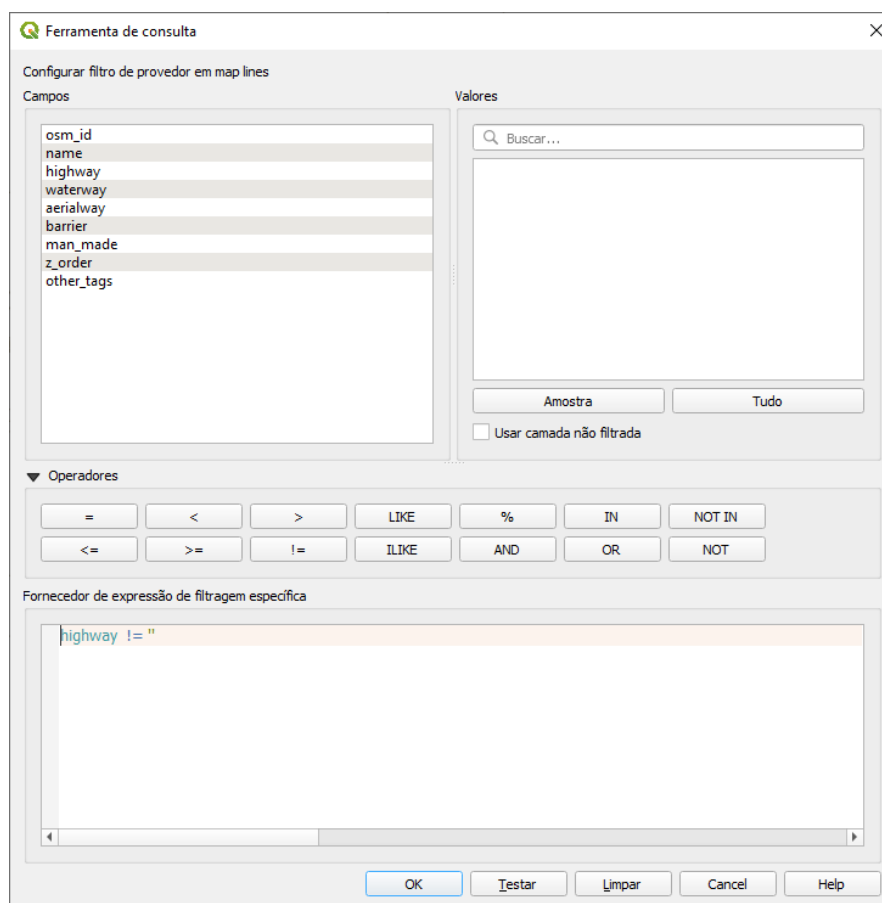 Ferramenta de consulta
Configurar filtro de provedor em map lines
Campos
Valores
osm_id
name
highway
waterway
aerialway
barrier
man_made
z_order
other_tags
Buscar...
Amostra
Tudo
Usar camada não filtrada
Operadores
= < > LIKE % IN NOT IN
<= >= != ILIKE AND OR NOT
Fornecedor de expressão de filtragem específica
highway != ''
OK Testar Limpar Cancel Help